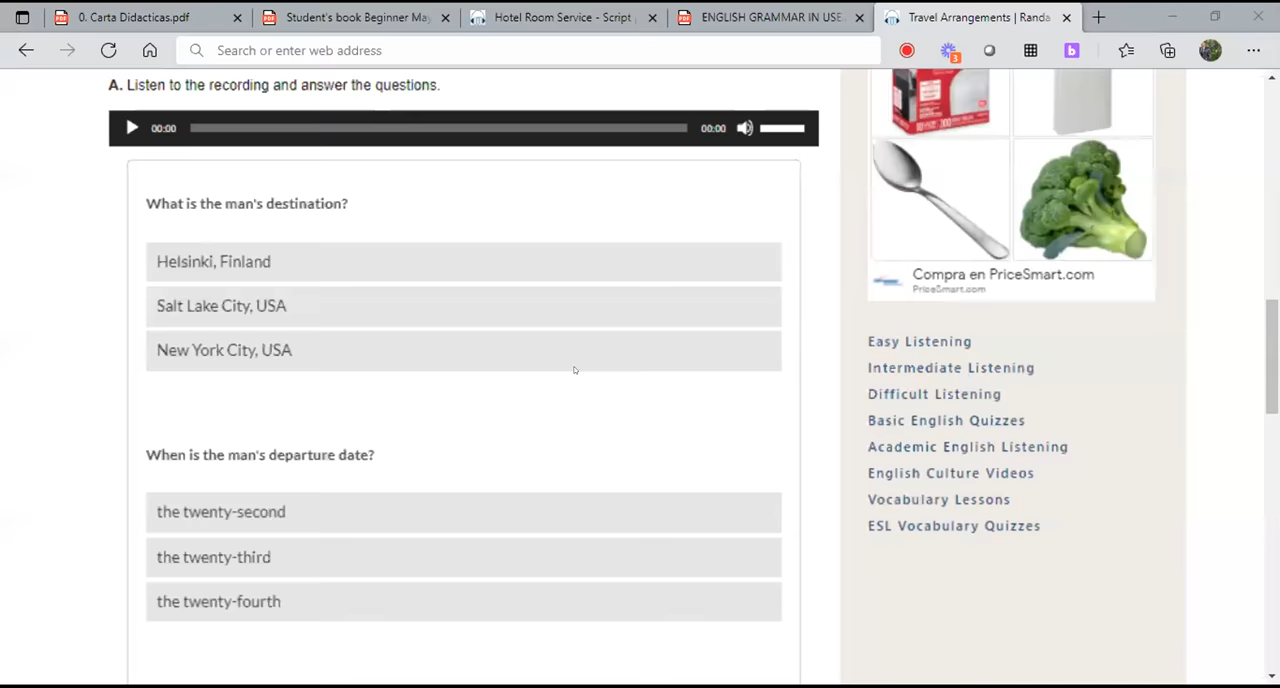 0. Carta Didacticas.pdf
Student's book Beginner May
Hotel Room Service - Script
ENGLISH GRAMMAR IN USE
Travel Arrangements | Randa
Search or enter web address
3
b
A. Listen to the recording and answer the questions.
00:00
00:00
What is the man's destination?
Helsinki, Finland
Salt Lake City, USA
New York City, USA
When is the man's departure date?
the twenty-second
the twenty-third
the twenty-fourth
Compra en PriceSmart.com
PriceSmart.com
Easy Listening
Intermediate Listening
Difficult Listening
Basic English Quizzes
Academic English Listening
English Culture Videos
Vocabulary Lessons
ESL Vocabulary Quizzes